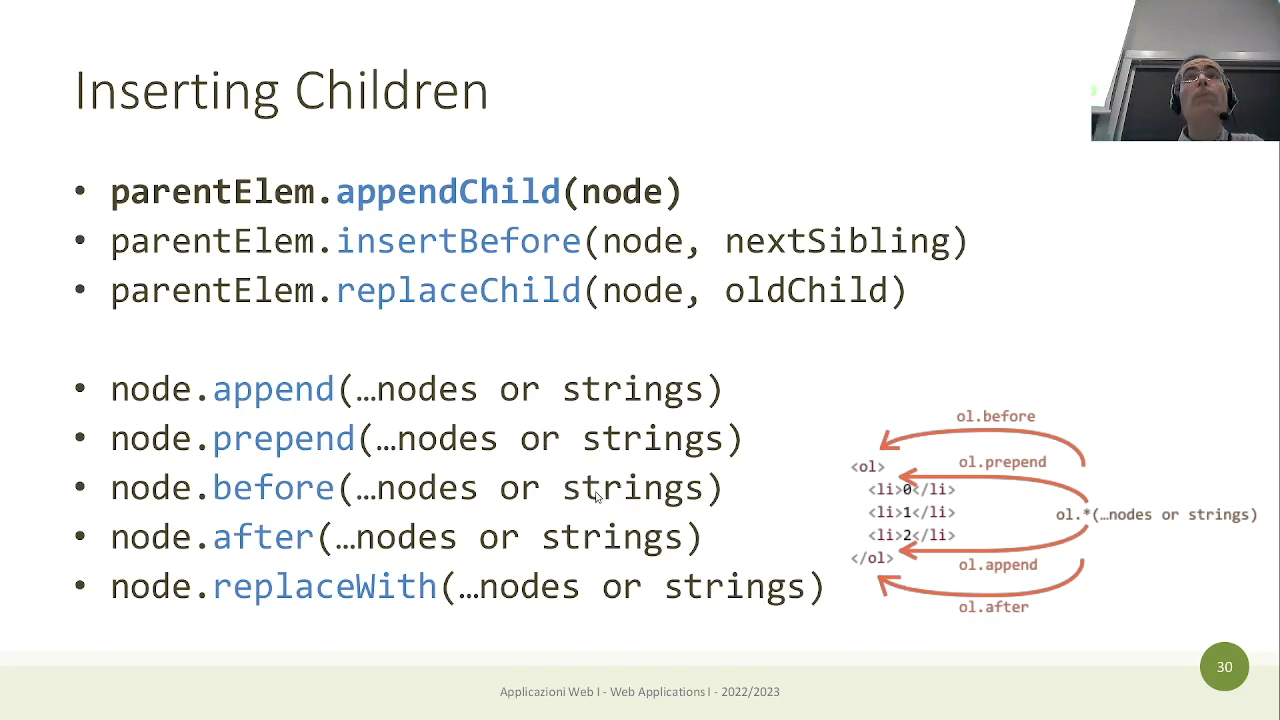 Inserting Children
• parentElem.appendChild(node)
• parentElem.insertBefore(node, nextSibling)
• parentElem.replaceChild(node, oldChild)
• node.append(…nodes or strings)
• node.prepend(…nodes or strings)
• node.before(…nodes or strings)
• node.after(…nodes or strings)
• node.replaceWith(…nodes or strings)
ol.before
<ol>
ol.prepend
<li>0</li>
<li>1</li>
ol.*(…nodes or strings)
<li>2</li>
</ol>
ol.append
ol.after
30
Applicazioni Web I - Web Applications I - 2022/2023